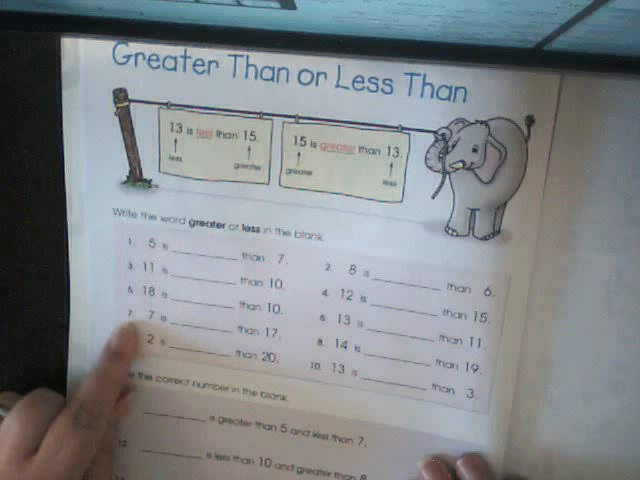 Greater Than or Less Than
13 is less than 15.
less
greater
15 is greater than 13.
greater
less
Write the word greater or less in the blank.
1. 5 is ________ than 7.
2. 8 is ________ than 6.
3. 11 is ________ than 10.
4. 12 is ________ than 15.
5. 18 is ________ than 10.
6. 13 is ________ than 11.
7. 7 is ________ than 17.
8. 14 is ________ than 19.
2 is ________ than 20.
10. 13 is ________ than 3.
the correct number in the blank.
________ is greater than 5 and less than 7.
12. ________ is less than 10 and greater than 8